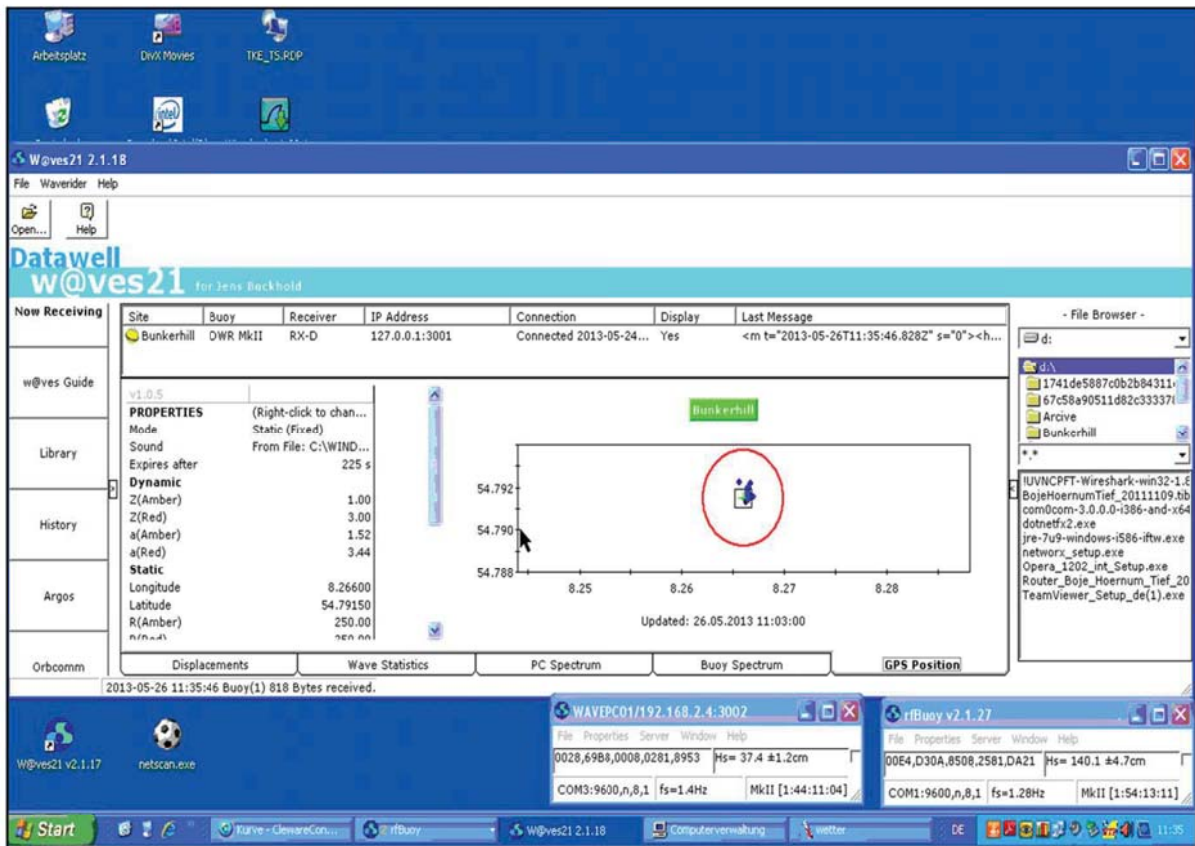 Arbeitsplatz
DivX Movies
TKE_TS.RDP
intel
W@ves21 2.1.18
File Waverider Help
Open...
Help
Datawell
w@ves21 for Jens Backhold
Now Receiving
w@ves Guide
Library
History
Argos
Orbcomm
Site Buoy Receiver IP Address Connection Display Last Message
Bunkerhill DWR MkII RX-D 127.0.0.1:3001 Connected 2013-05-24... Yes <m t="2013-05-26T11:35:46.828Z" s="0"><h...
v1.0.5
PROPERTIES (Right-click to chan...
Mode Static (Fixed)
Sound From File: C:\WIND...
Expires after 225 s
Dynamic
Z(Amber) 1.00
Z(Red) 3.00
a(Amber) 1.52
a(Red) 3.44
Static
Longitude 8.26600
Latitude 54.79150
R(Amber) 250.00
R(Red) 250.00
Bunkerhill
54.792
54.790
54.788
8.25 8.26 8.27 8.28
Updated: 26.05.2013 11:03:00
Displacements Wave Statistics PC Spectrum Buoy Spectrum GPS Position
2013-05-26 11:35:46 Buoy(1) 818 Bytes received.
- File Browser -
d:
d:\
1741de5887c0b2b84311
67c58a90511d82c333378
Arcive
Bunkerhill
*.*
!UVNCPFT-Wireshark-win32-1.8
BojeHoernumTief_20111109.tib
com0com-3.0.0.0-i386-and-x64
dotnetfx2.exe
jre-7u9-windows-i586-iftw.exe
networx_setup.exe
Opera_1202_int_Setup.exe
Router_Boje_Hoernum_Tief_20
TeamViewer_Setup_de(1).exe
W@ves21 v2.1.17
netscan.exe
WAVEPC01/192.168.2.4:3002
File Properties Server Window Help
0028,69B8,0008,0281,8953 Hs= 37.4 ±1.2cm
COM3:9600,n,8,1 fs=1.4Hz MkII [1:44:11:04]
rfBuoy v2.1.27
File Properties Server Window Help
00E4,D30A,8508,2581,DA21 Hs= 140.1 ±4.7cm
COM1:9600,n,8,1 fs=1.28Hz MkII [1:54:13:11]
Start
Kurve - ClewareCon...
2 rfBuoy
W@ves21 2.1.18
Computerverwaltung
wetter
DE
11:35